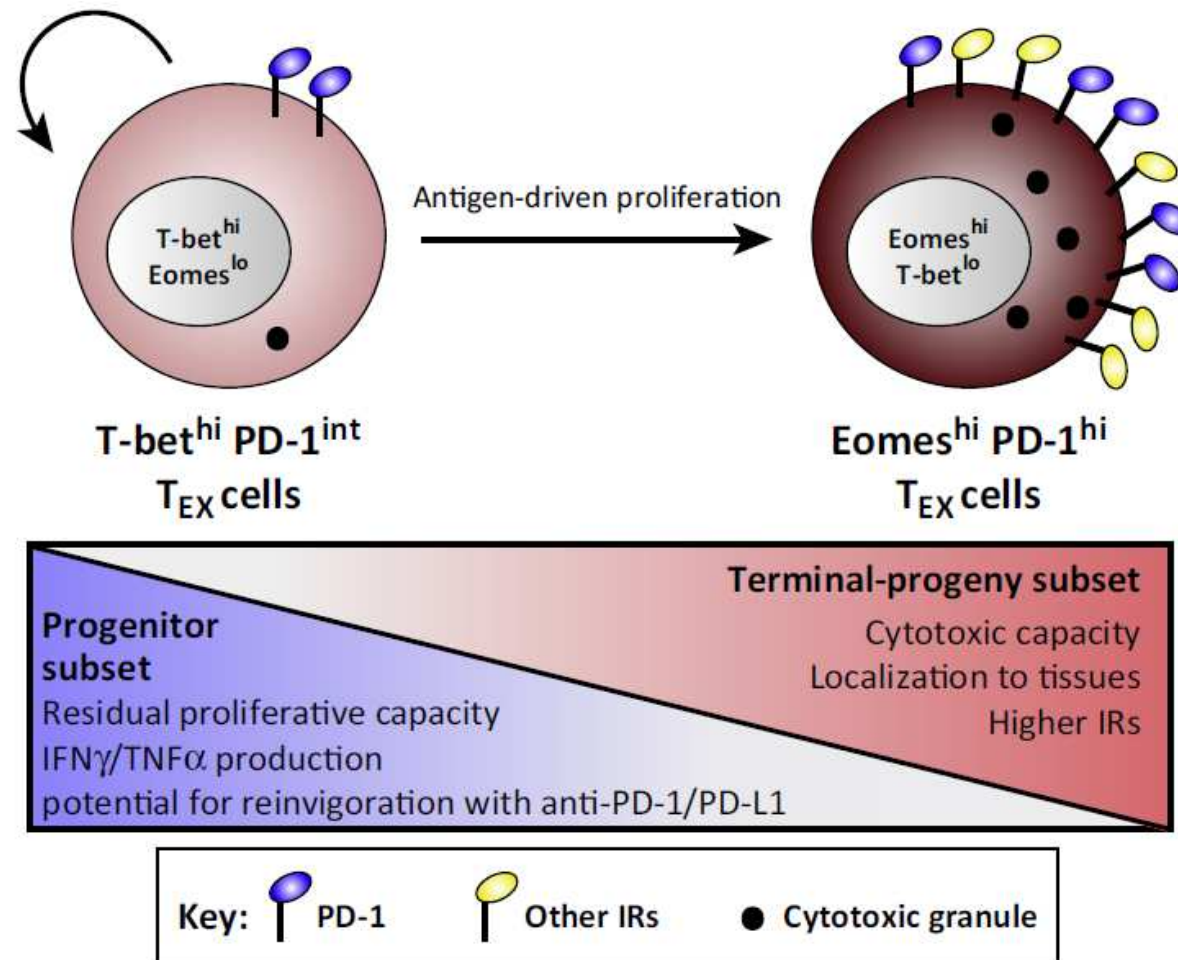 Antigen-driven proliferation
T-bet^hi
Eomes^lo
Eomes^hi
T-bet^lo
T-bet^hi PD-1^int
T_EX cells
Eomes^hi PD-1^hi
T_EX cells
Terminal-progeny subset
Cytotoxic capacity
Localization to tissues
Higher IRs
Progenitor
subset
Residual proliferative capacity
IFNγ/TNFα production
potential for reinvigoration with anti-PD-1/PD-L1
Key: PD-1 Other IRs Cytotoxic granule